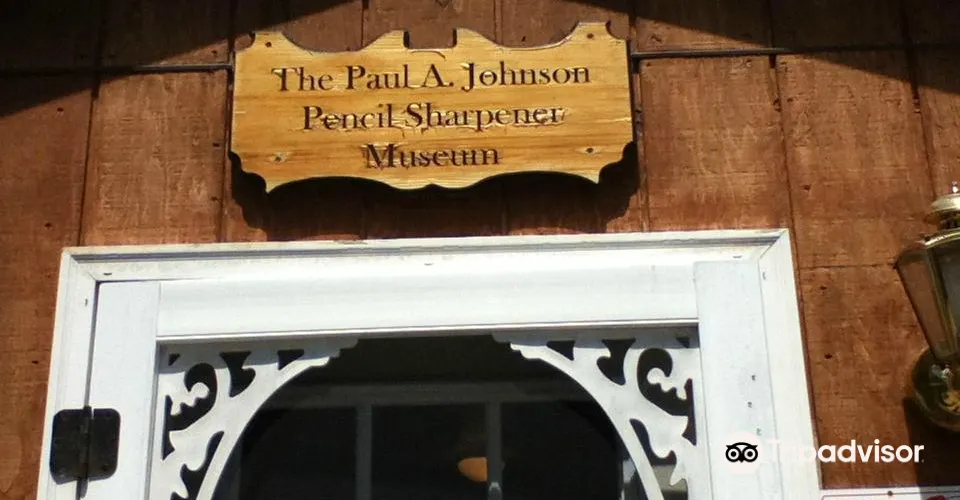 The Paul A. Johnson
Pencil Sharpener
Museum
Tripadvisor